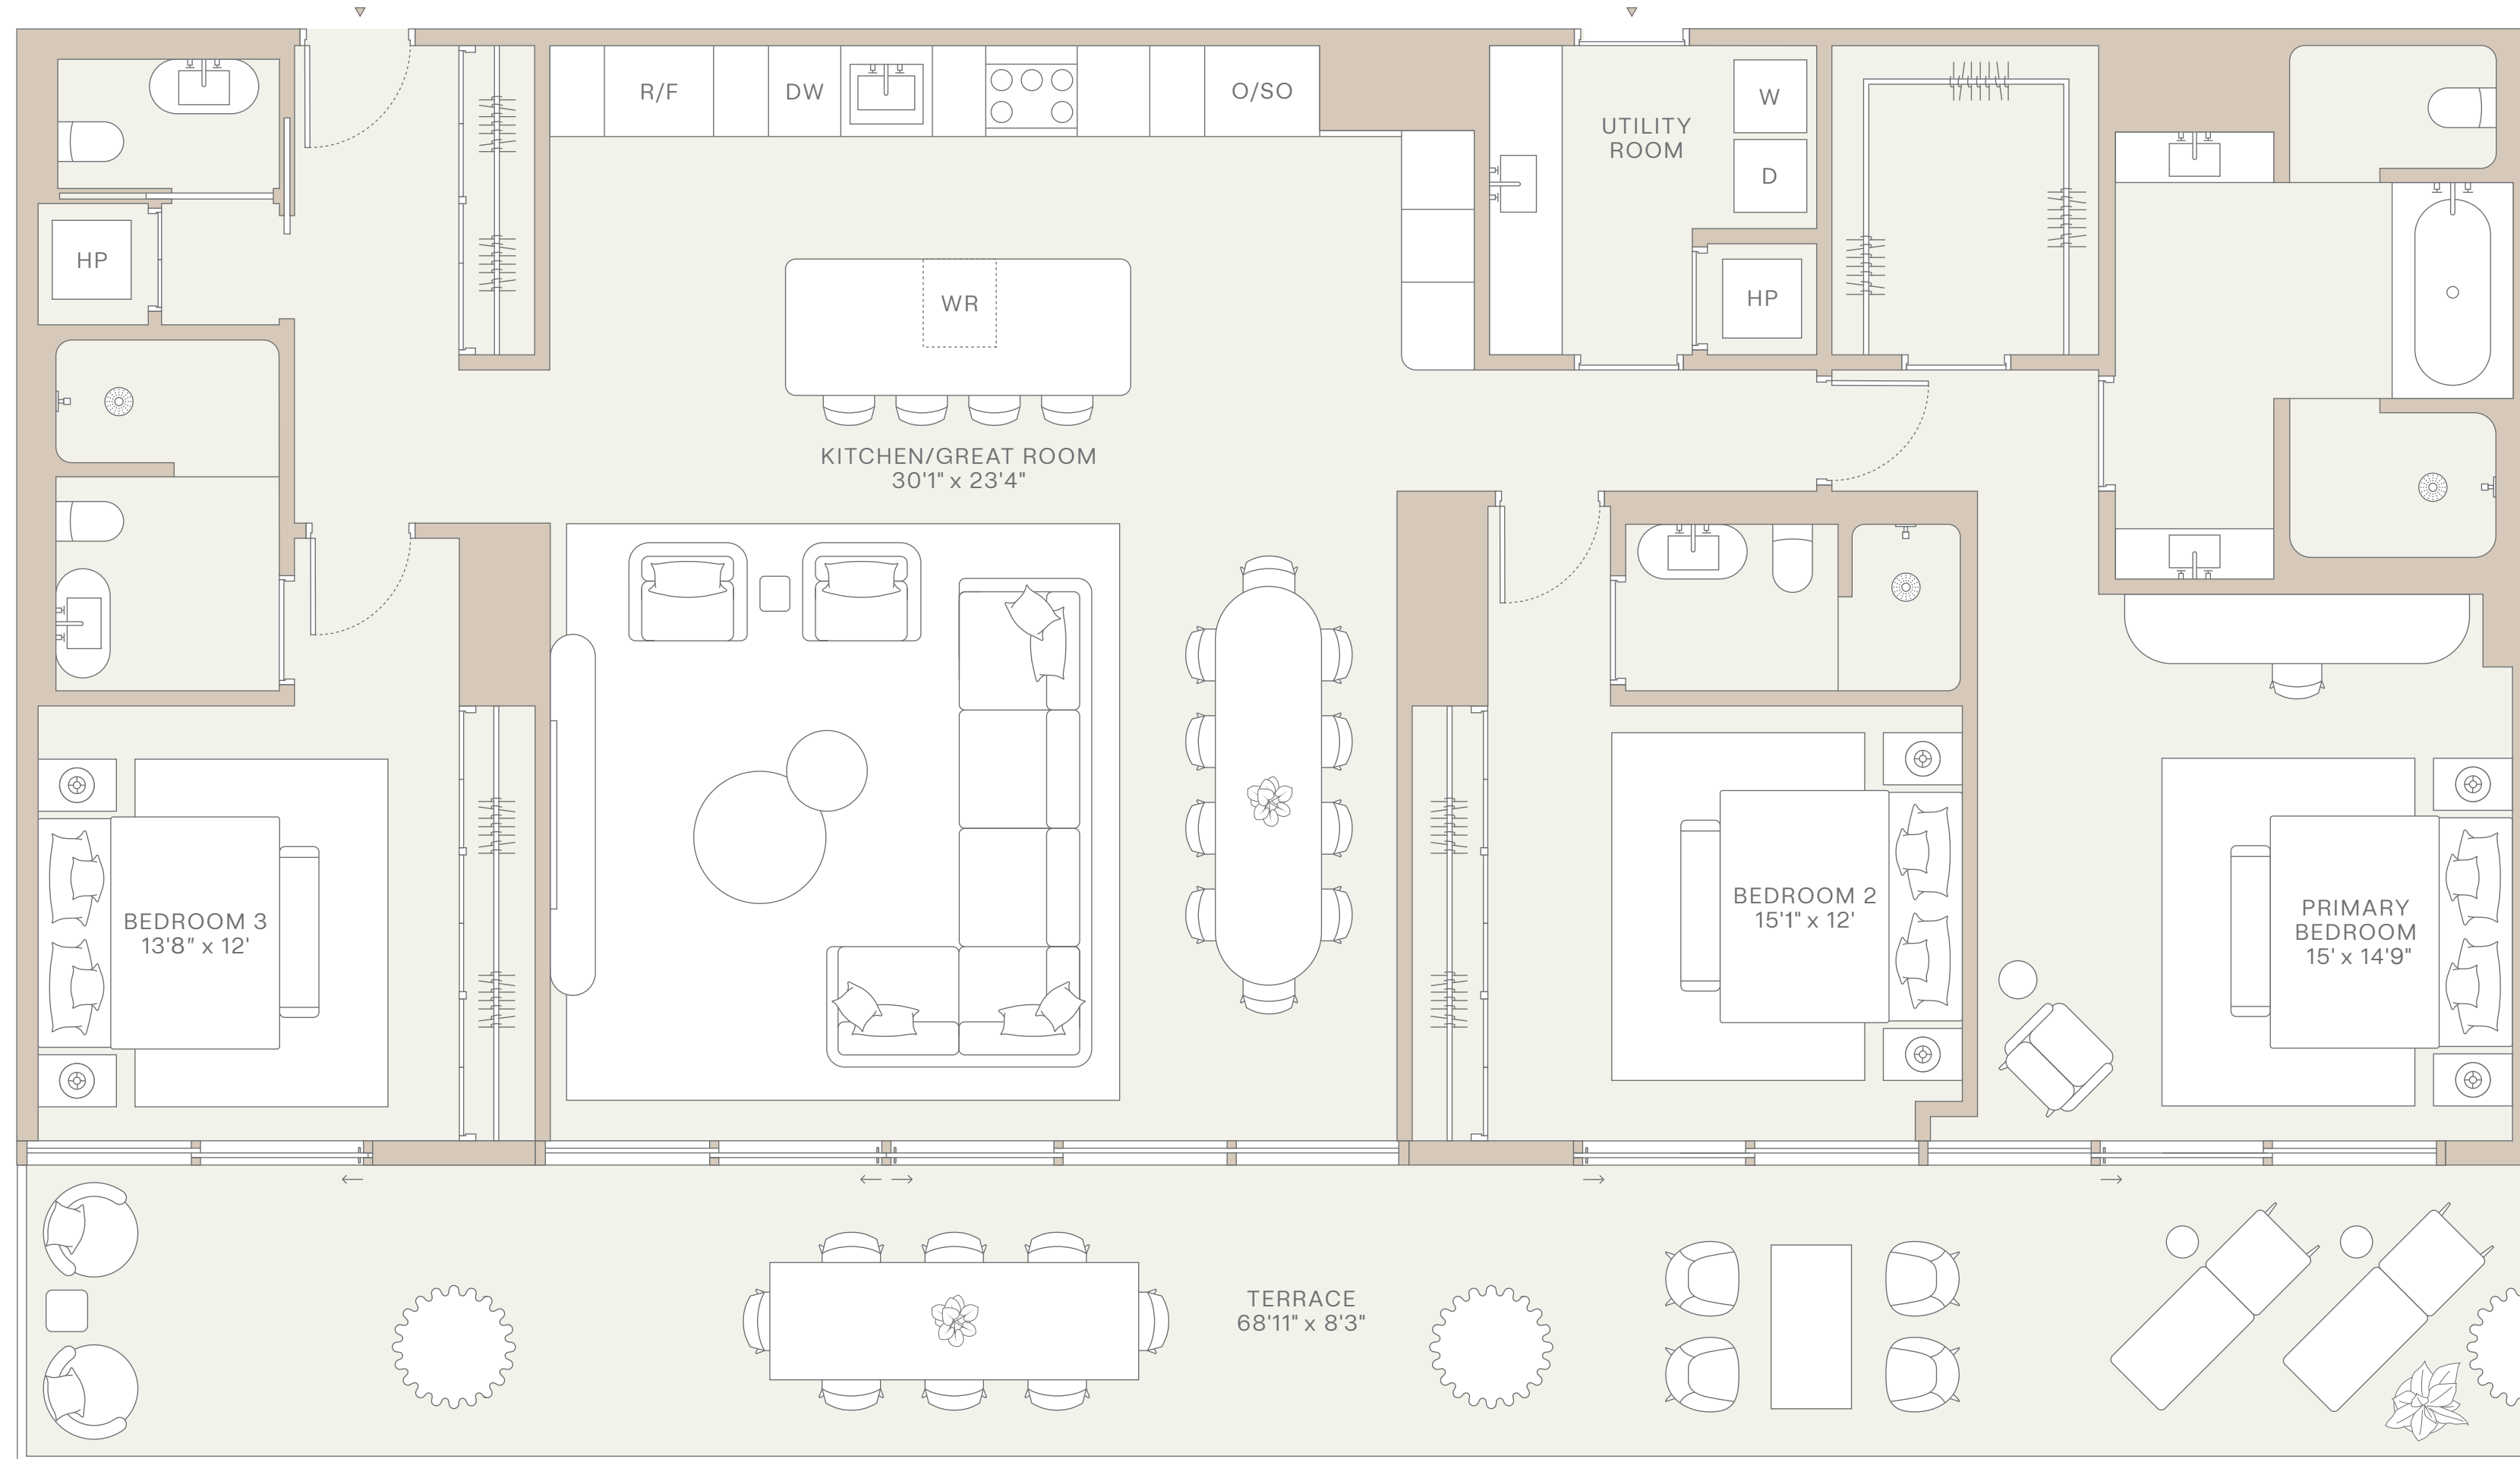 R/F
DW
O/SO
UTILITY
ROOM
W
D
HP
WR
HP
KITCHEN/GREAT ROOM
30'1" x 23'4"
BEDROOM 3
13'8" x 12'
BEDROOM 2
15'1" x 12'
PRIMARY
BEDROOM
15' x 14'9"
TERRACE
68'11" x 8'3"